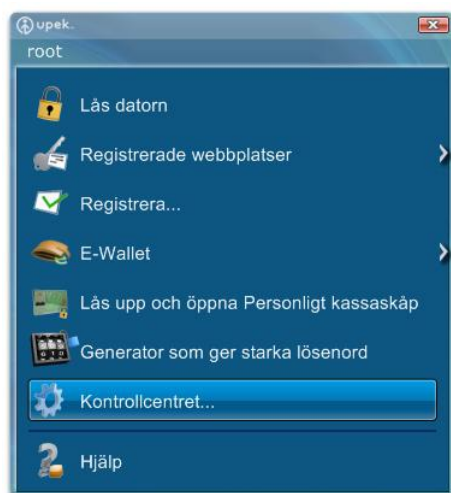 upek.
root
Lås datorn
Registrerade webbplatser
Registrera...
E-Wallet
Lås upp och öppna Personligt kassaskåp
Generator som ger starka lösenord
Kontrollcentret...
Hjälp